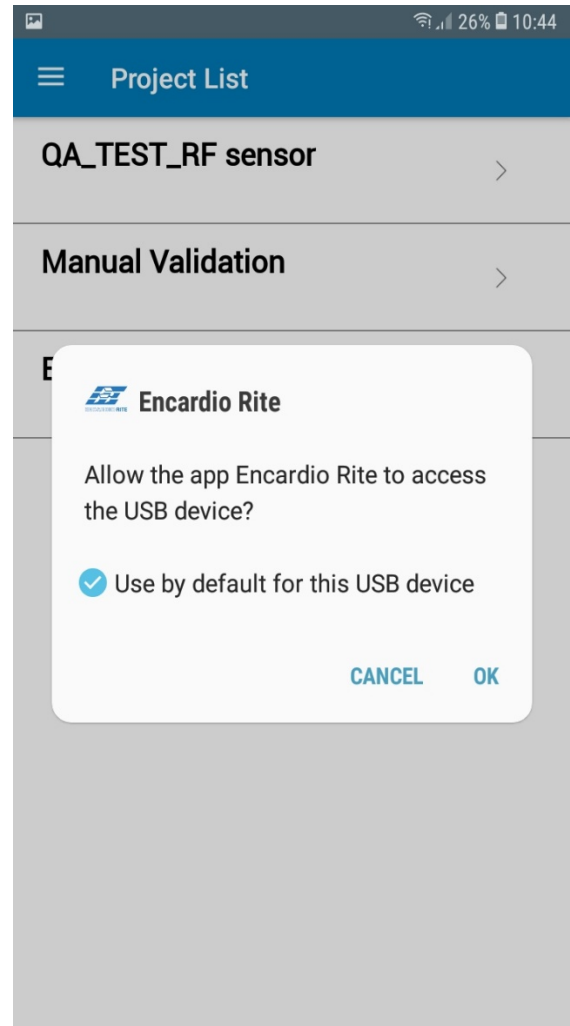 26% 10:44
Project List
QA_TEST_RF sensor
Manual Validation
E
Encardio Rite
Allow the app Encardio Rite to access
the USB device?
Use by default for this USB device
CANCEL OK